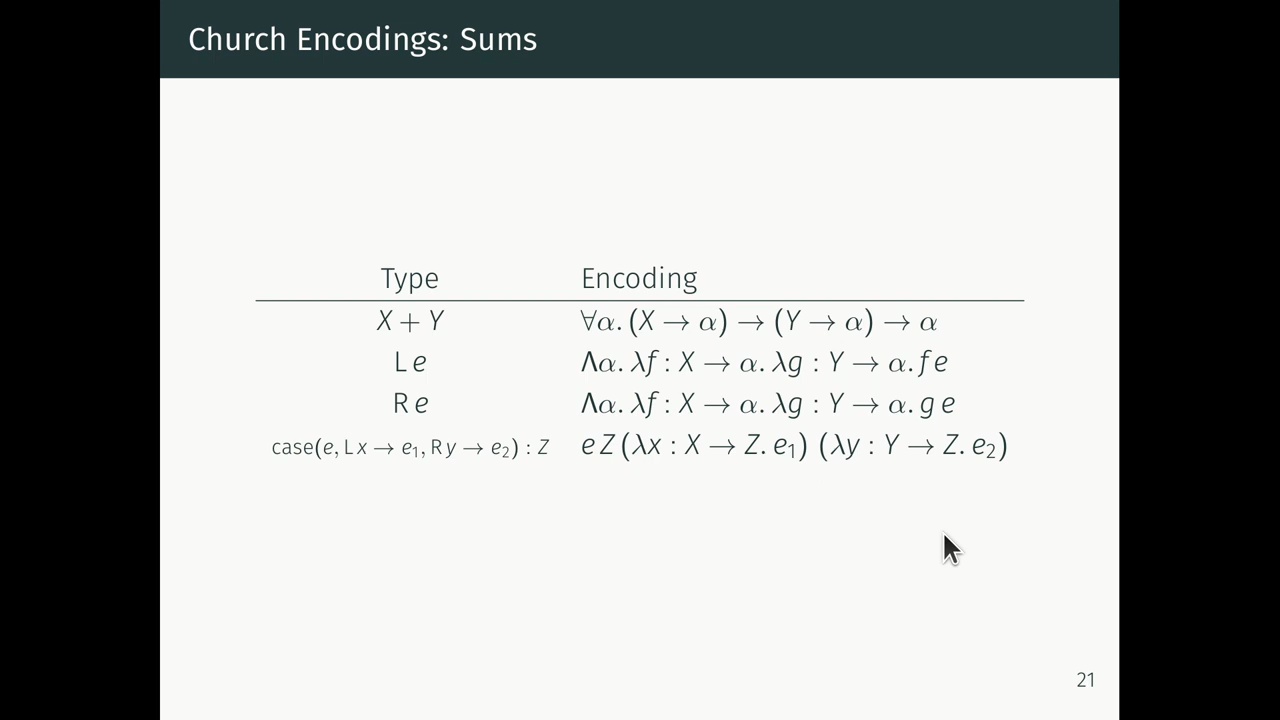 Church Encodings: Sums
Type Encoding
X + Y ∀α. (X → α) → (Y → α) → α
L e Λα. λf : X → α. λg : Y → α. f e
R e Λα. λf : X → α. λg : Y → α. g e
case(e, L x → e₁, R y → e₂) : Z e Z (λx : X → Z. e₁) (λy : Y → Z. e₂)
21